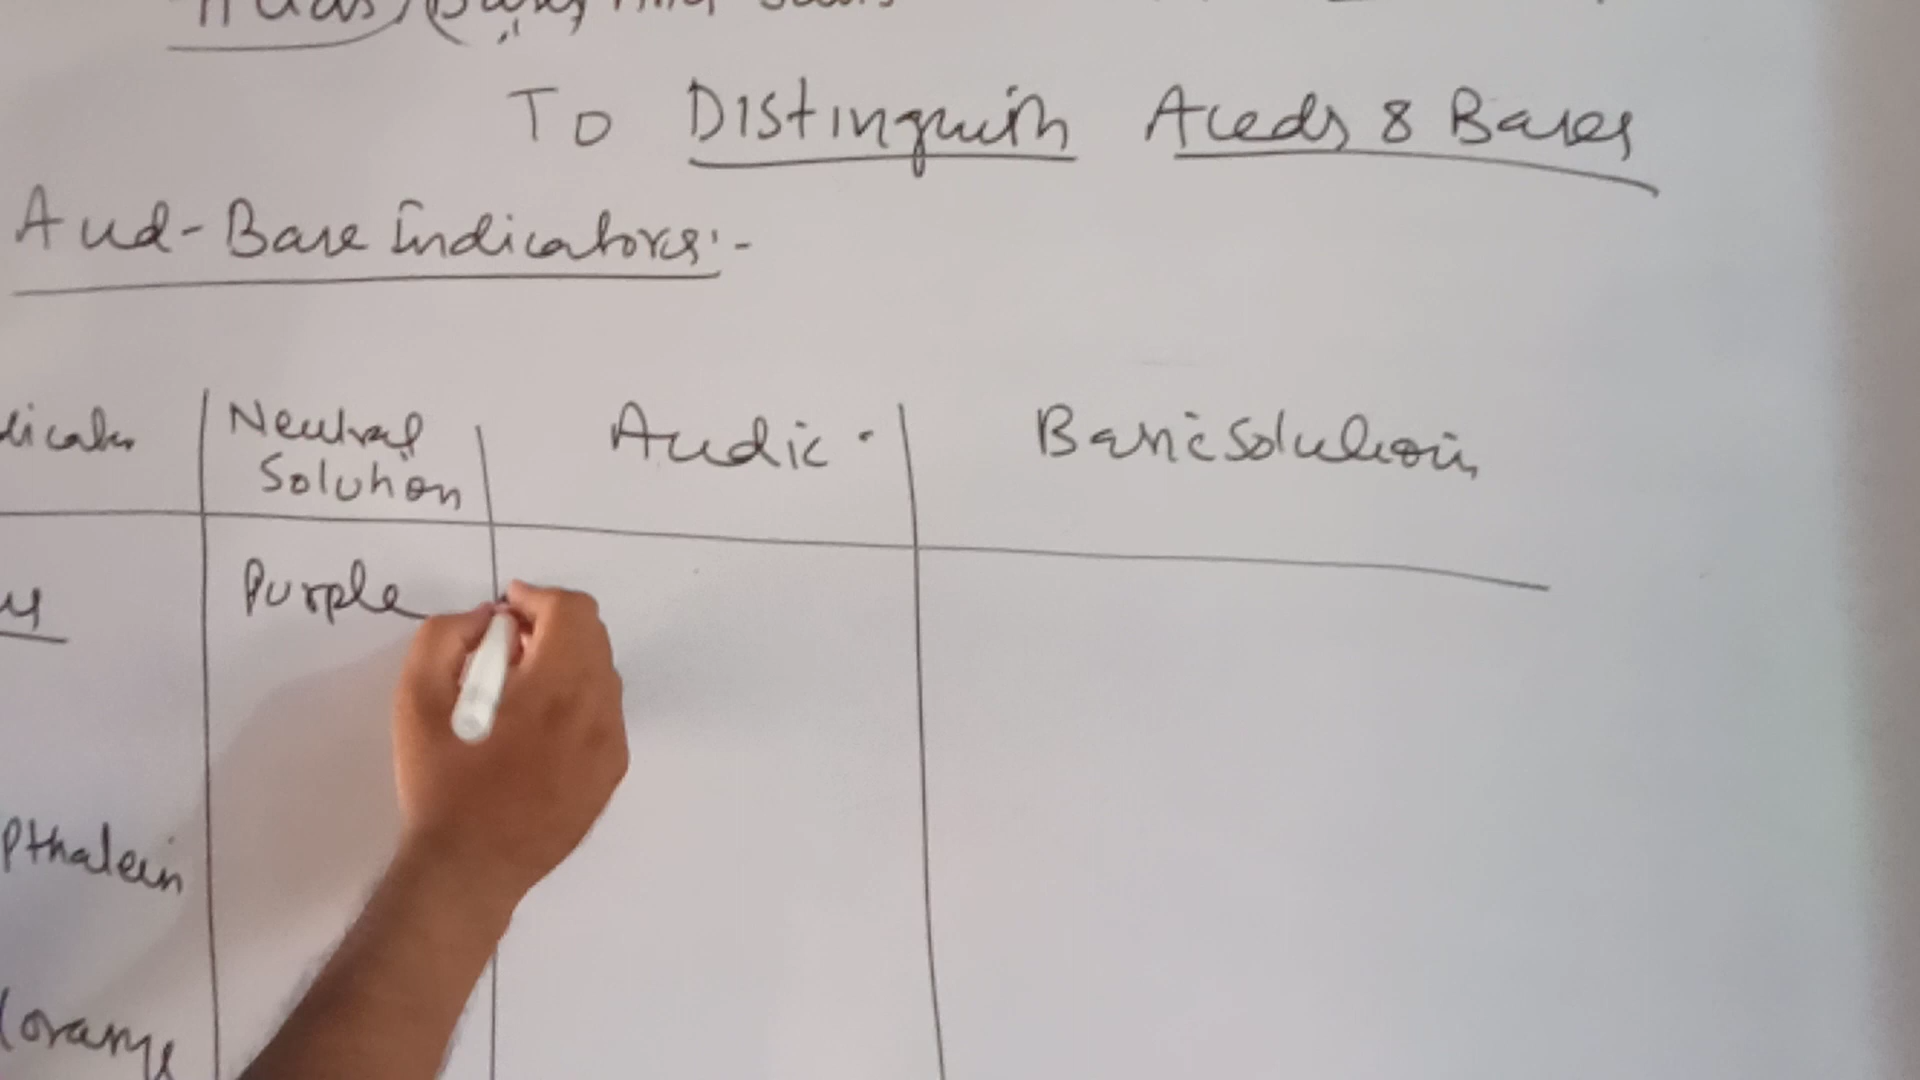 To Distinguish Acids & Bases
Acid-Base Indicators:-
Neutral Solution
Acidic
Basic Solution
Purple
pthalein
orange